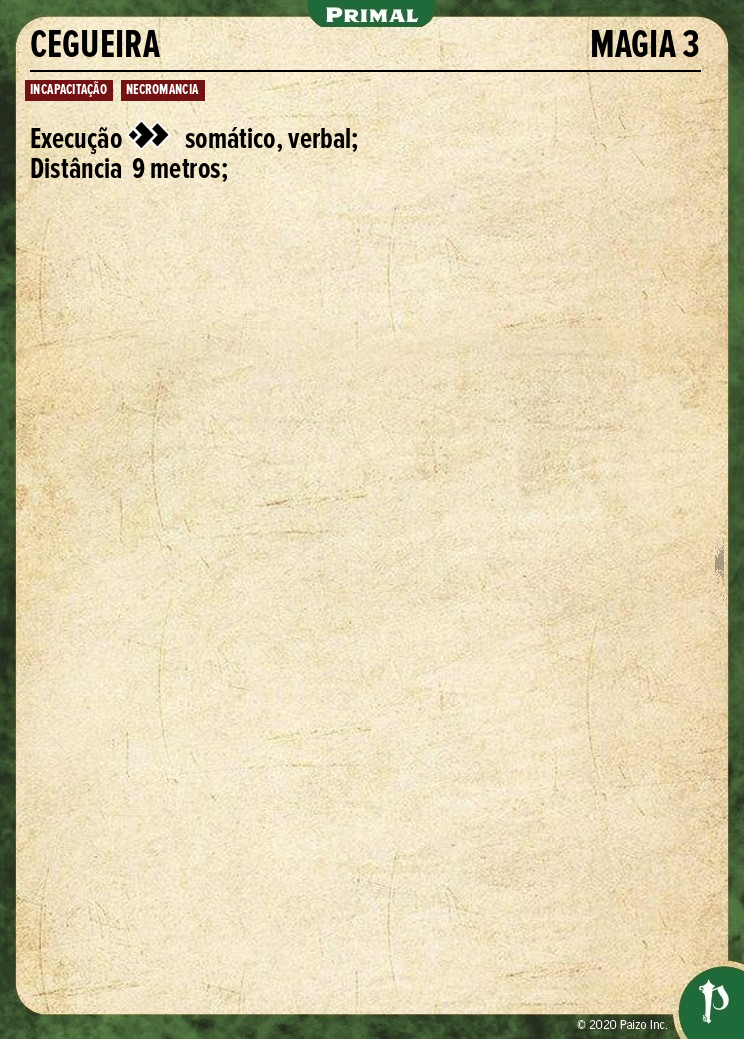 PRIMAL
CEGUEIRA
MAGIA 3
INCAPACITAÇÃO NECROMANCIA
Execução somático, verbal;
Distância 9 metros;
© 2020 Paizo Inc.